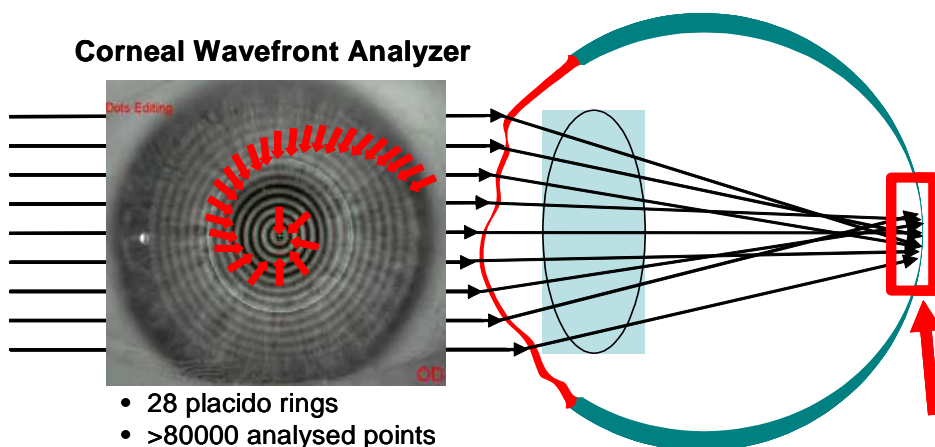 Corneal Wavefront Analyzer
Dots Editing
OD
• 28 placido rings
• >80000 analysed points